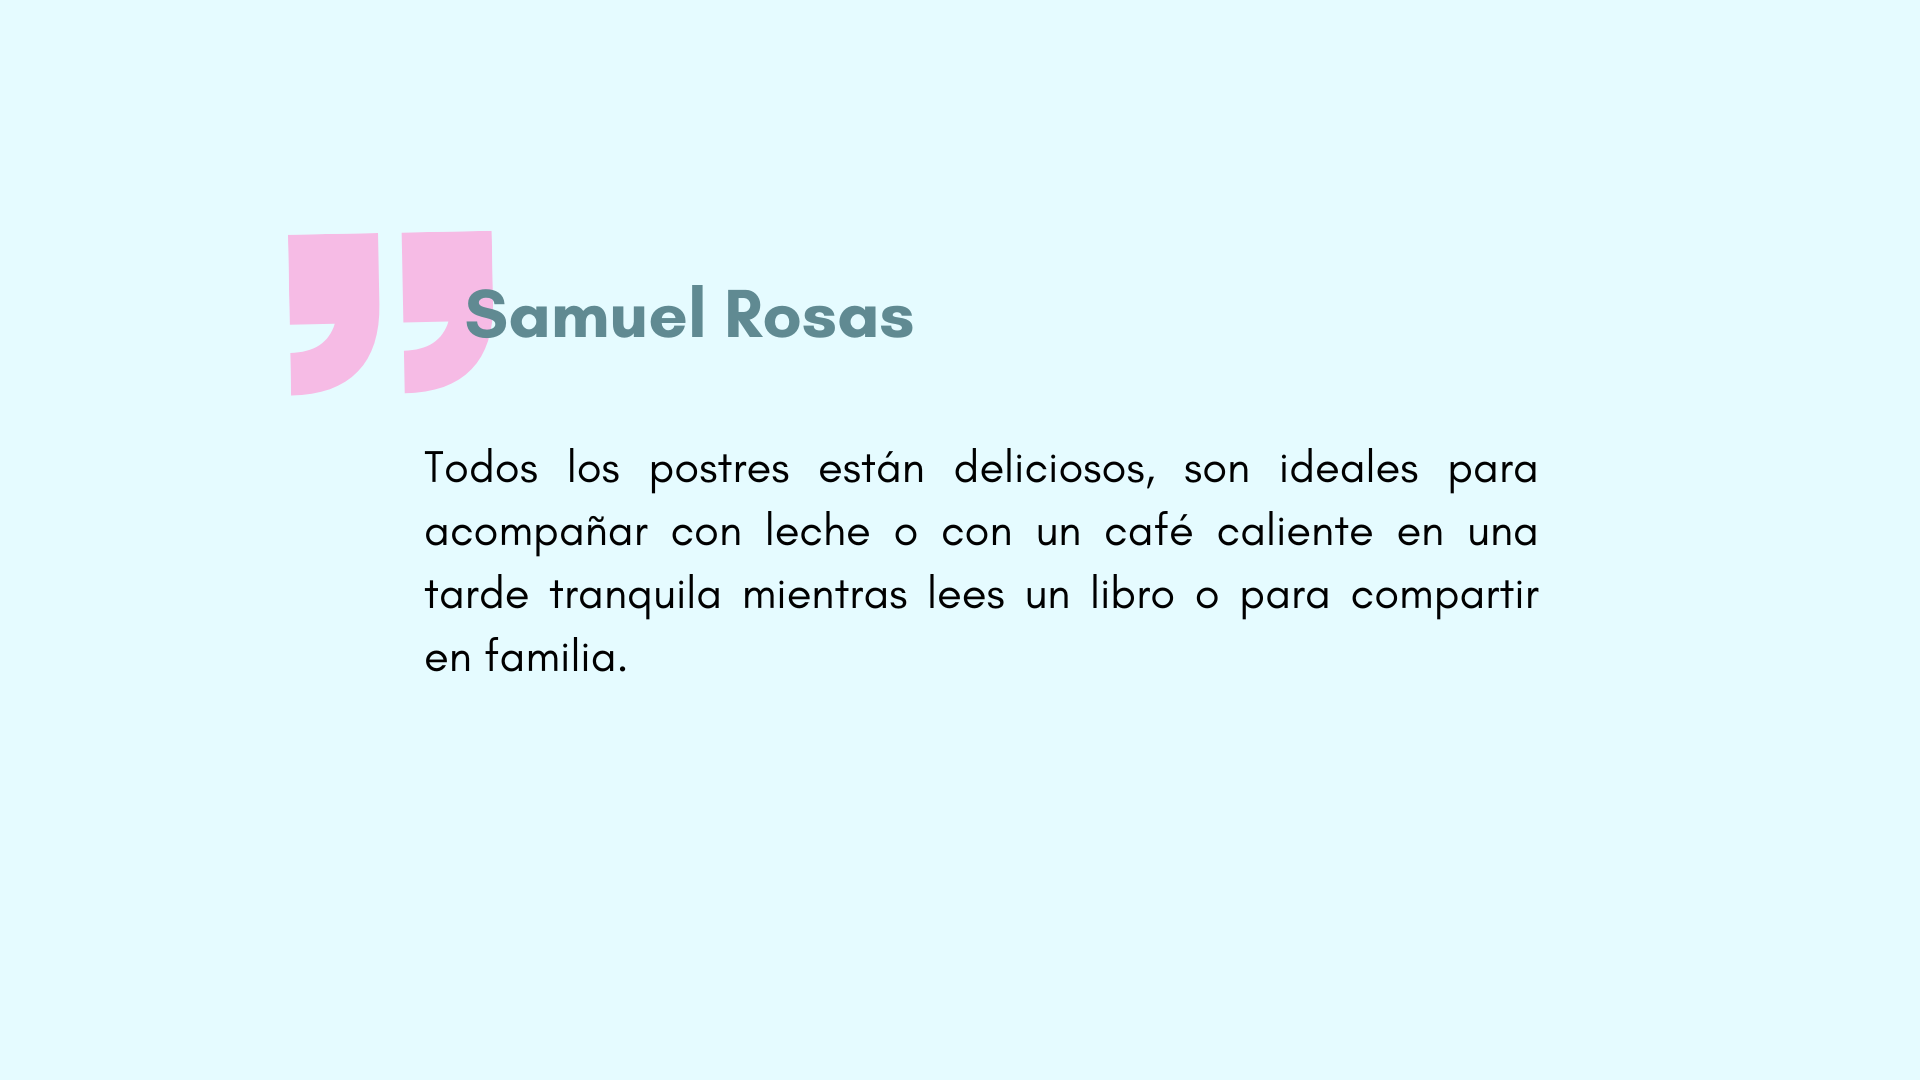 Samuel Rosas
Todos los postres están deliciosos, son ideales para
acompañar con leche o con un café caliente en una
tarde tranquila mientras lees un libro o para compartir
en familia.